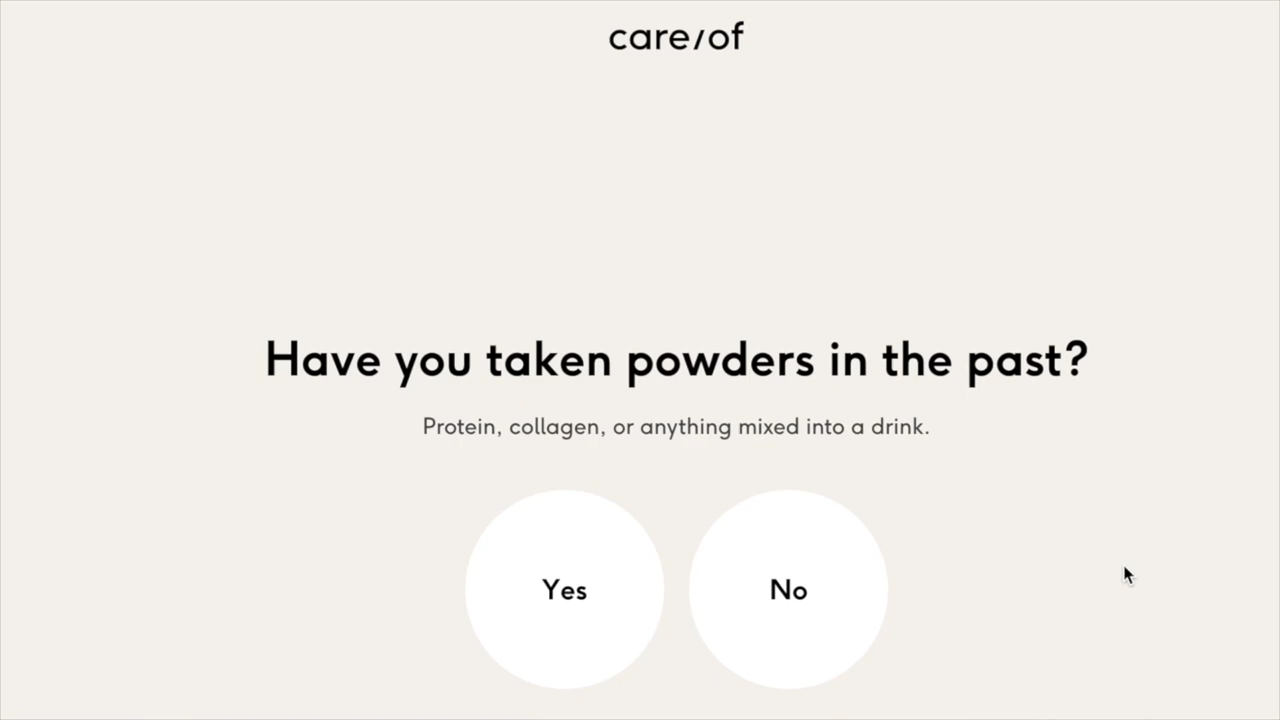 care/of
Have you taken powders in the past?
Protein, collagen, or anything mixed into a drink.
Yes
No